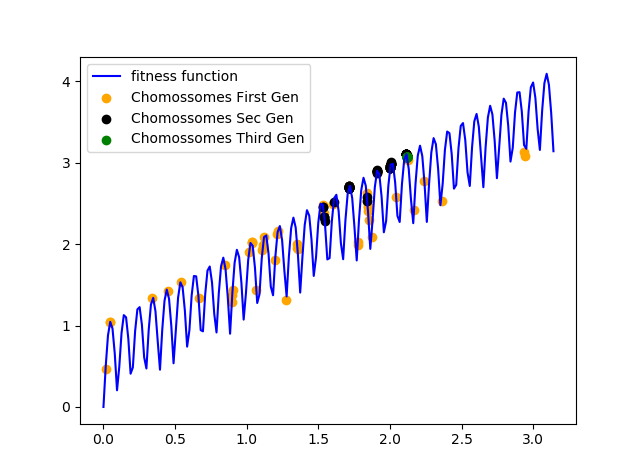 fitness function
Chomossomes First Gen
Chomossomes Sec Gen
Chomossomes Third Gen
4
3
2
1
0
0.0 0.5 1.0 1.5 2.0 2.5 3.0